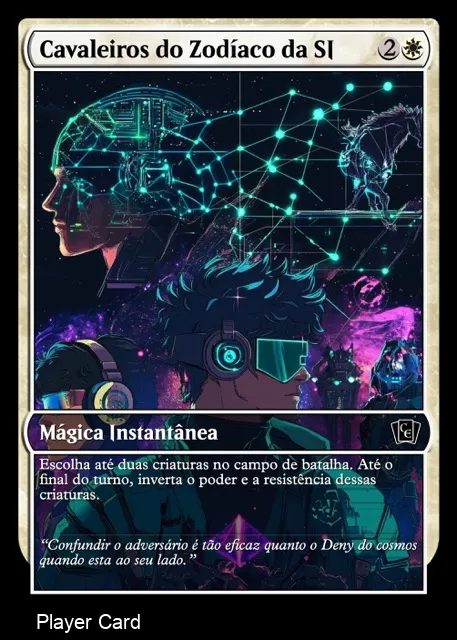 Cavaleiros do Zodíaco da SI 2
Mágica Instantânea
Escolha até duas criaturas no campo de batalha. Até o
final do turno, inverta o poder e a resistência dessas
criaturas.
“Confundir o adversário é tão eficaz quanto o Deny do cosmos
quando esta ao seu lado.”
Player Card